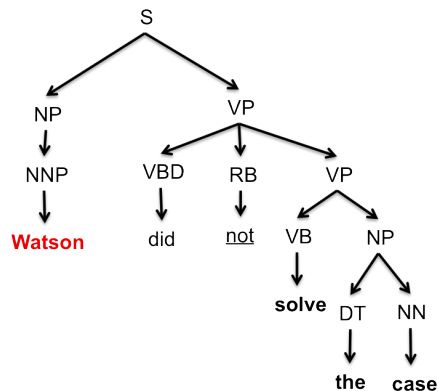 S
NP VP
NNP VBD RB VP
Watson did not VB NP
solve DT NN
the case